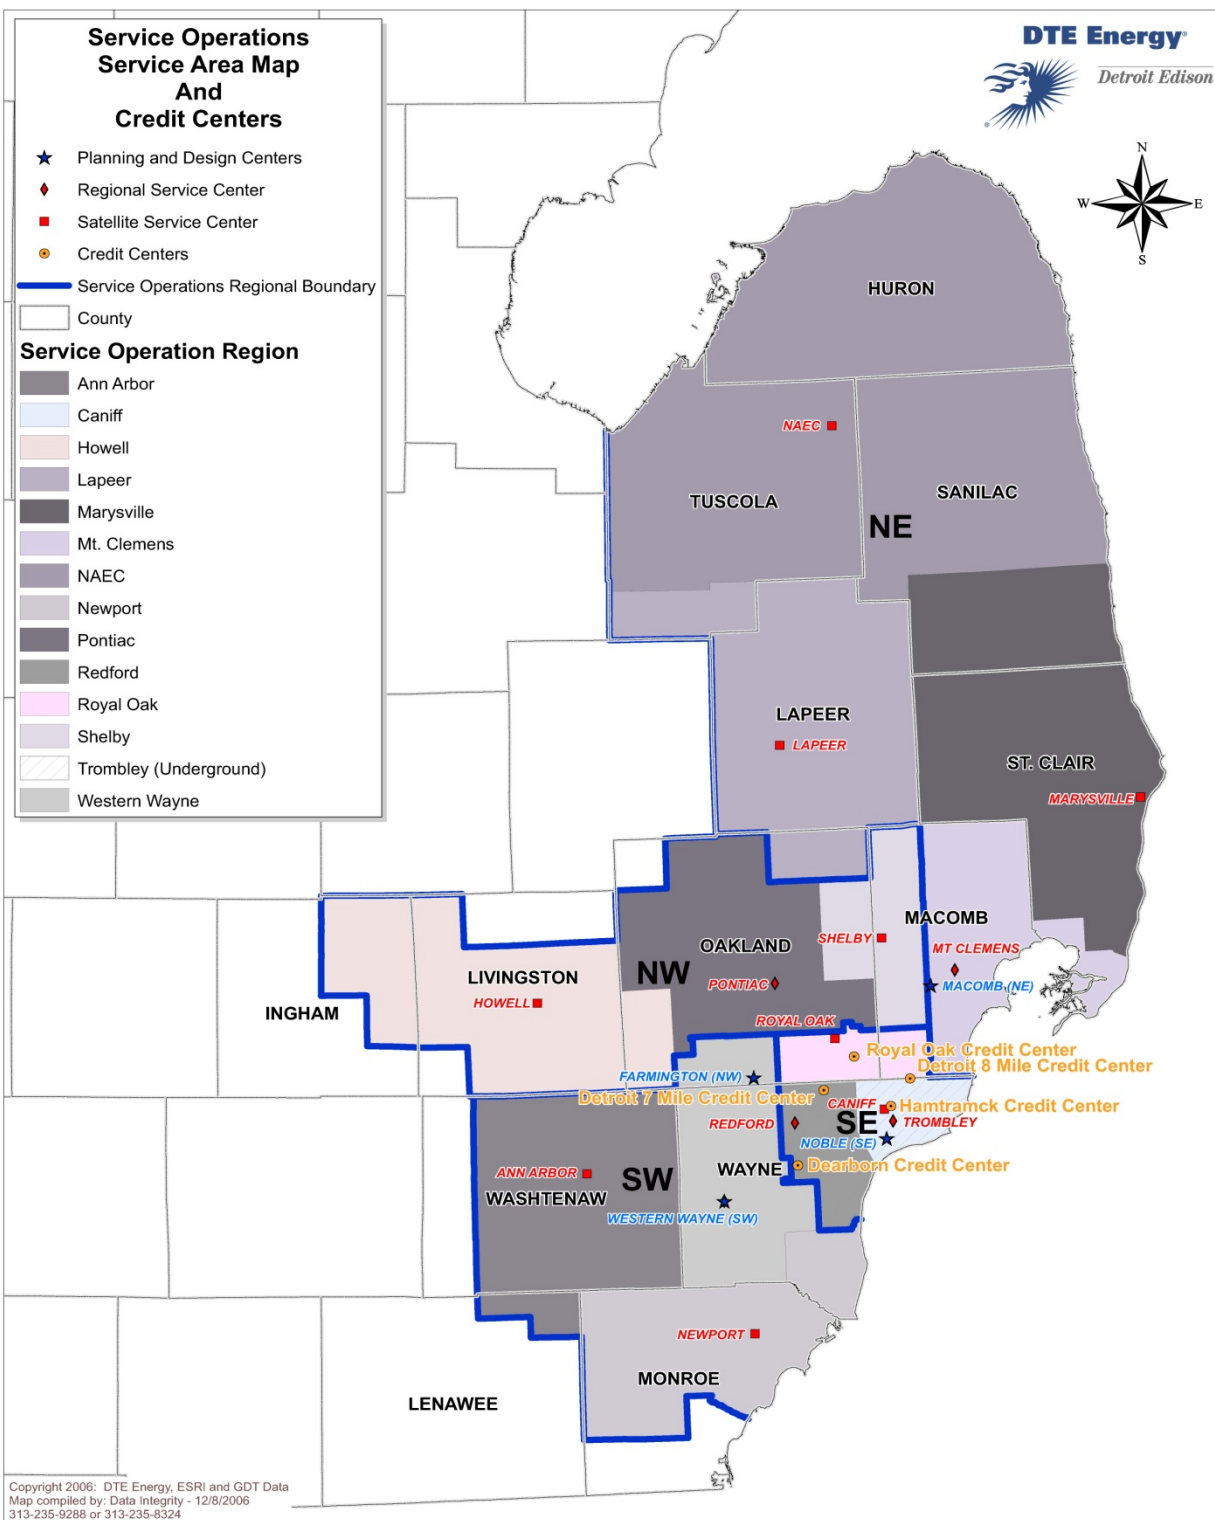 Service Operations
Service Area Map
And
Credit Centers
Planning and Design Centers
Regional Service Center
Satellite Service Center
Credit Centers
Service Operations Regional Boundary
County
Service Operation Region
Ann Arbor
Caniff
Howell
Lapeer
Marysville
Mt. Clemens
NAEC
Newport
Pontiac
Redford
Royal Oak
Shelby
Trombley (Underground)
Western Wayne
DTE Energy®
Detroit Edison
N
W
E
S
HURON
NAEC
TUSCOLA
SANILAC
NE
LAPEER
LAPEER
ST. CLAIR
MARYSVILLE
MACOMB
OAKLAND
SHELBY
MT CLEMENS
LIVINGSTON
NW
PONTIAC
MACOMB (NE)
HOWELL
INGHAM
ROYAL OAK
Royal Oak Credit Center
Detroit 8 Mile Credit Center
FARMINGTON (NW)
Detroit 7 Mile Credit Center
CANIFF
Hamtramck Credit Center
REDFORD
SE
TROMBLEY
NOBLE (SE)
Dearborn Credit Center
WAYNE
ANN ARBOR
SW
WASHTENAW
WESTERN WAYNE (SW)
NEWPORT
MONROE
LENAWEE
Copyright 2006: DTE Energy, ESRI and GDT Data
Map compiled by: Data Integrity - 12/8/2006
313-235-9288 or 313-235-8324